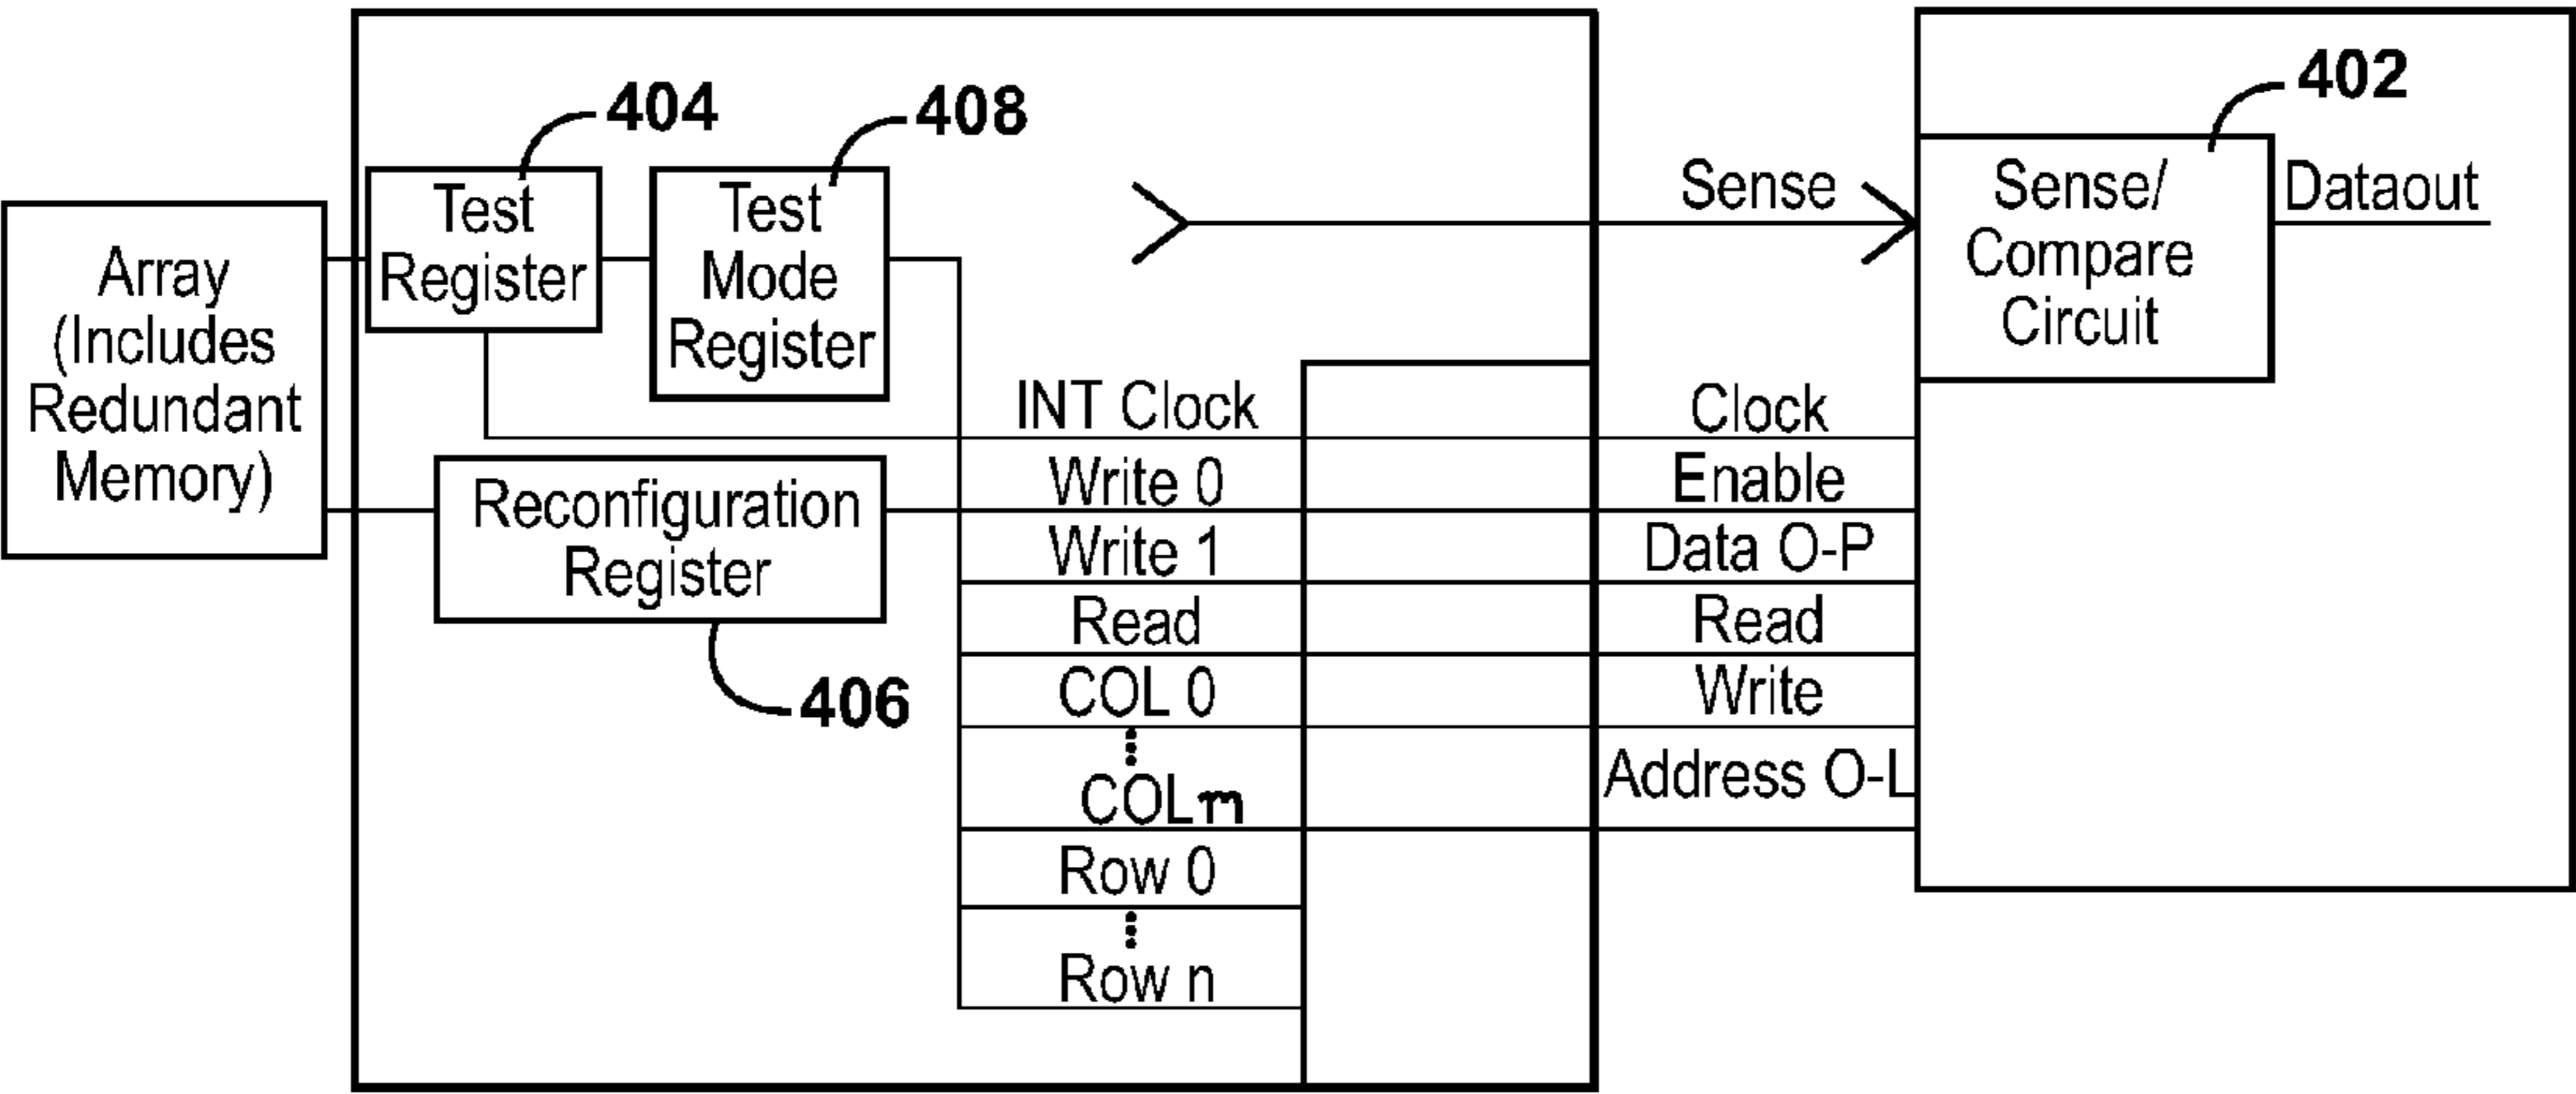 404
408
402
Test
Register
Test
Mode
Register
Sense
Sense/
Compare
Circuit
Dataout
Array
(Includes
Redundant
Memory)
INT Clock
Clock
Write 0
Enable
Reconfiguration
Register
Write 1
Data O-P
Read
Read
406
COL 0
Write
COLm
Address O-L
Row 0
Row n